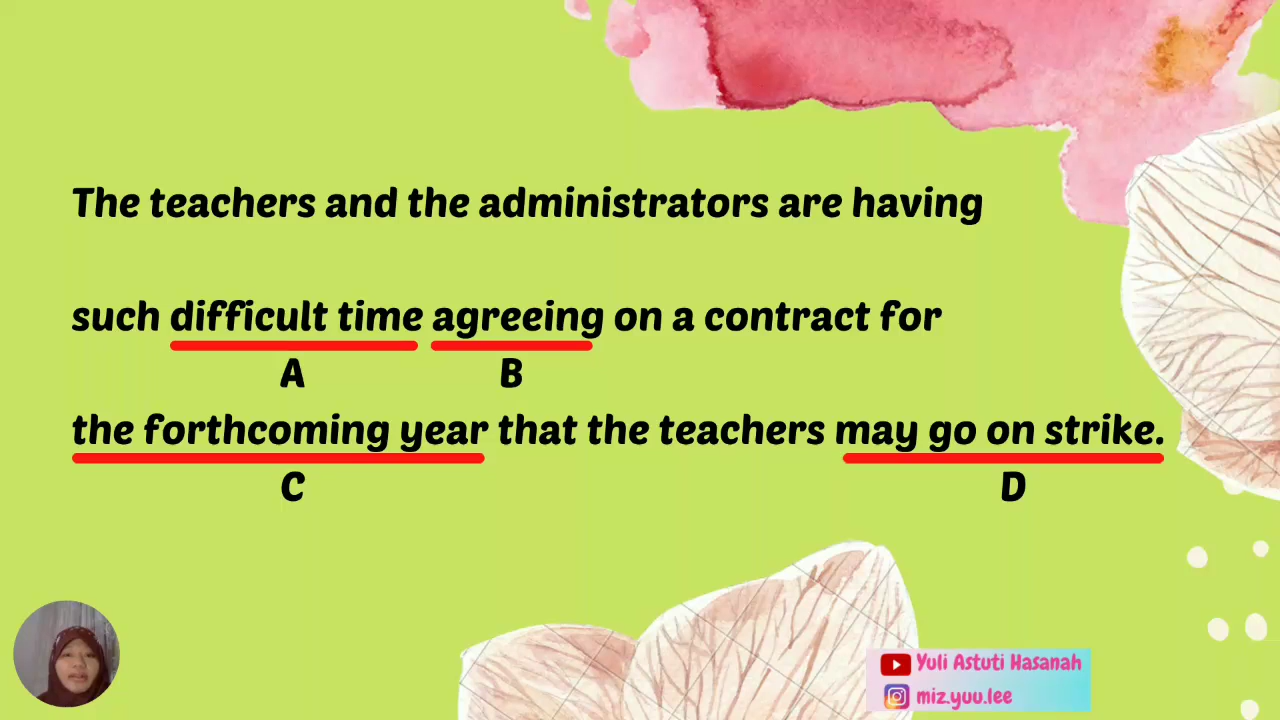 The teachers and the administrators are having
such difficult time agreeing on a contract for
A B
the forthcoming year that the teachers may go on strike.
C D
Yuli Astuti Hasanah
miz.yuu.lee